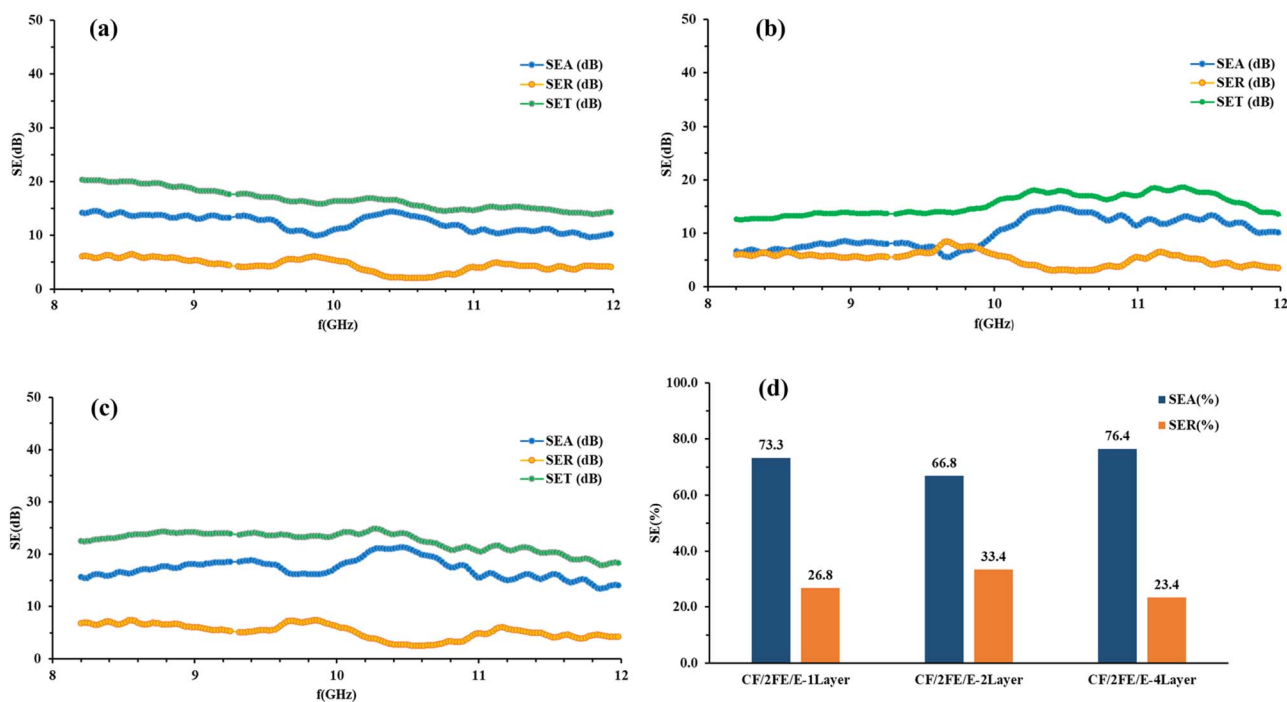 (a)
50
40
30
20
10
0
SE(dB)
SEA (dB)
SER (dB)
SET (dB)
8 9 10 11 12
f(GHz)
(b)
50
40
30
20
10
0
SE(dB)
SEA (dB)
SER (dB)
SET (dB)
8 9 10 11 12
f(GHz)
(c)
50
40
30
20
10
0
SE(dB)
SEA (dB)
SER (dB)
SET (dB)
8 9 10 11 12
f(GHz)
(d)
100.0
80.0
60.0
40.0
20.0
0.0
SE(%)
SEA(%)
SER(%)
73.3
26.8
66.8
33.4
76.4
23.4
CF/2FE/E-1Layer CF/2FE/E-2Layer CF/2FE/E-4Layer